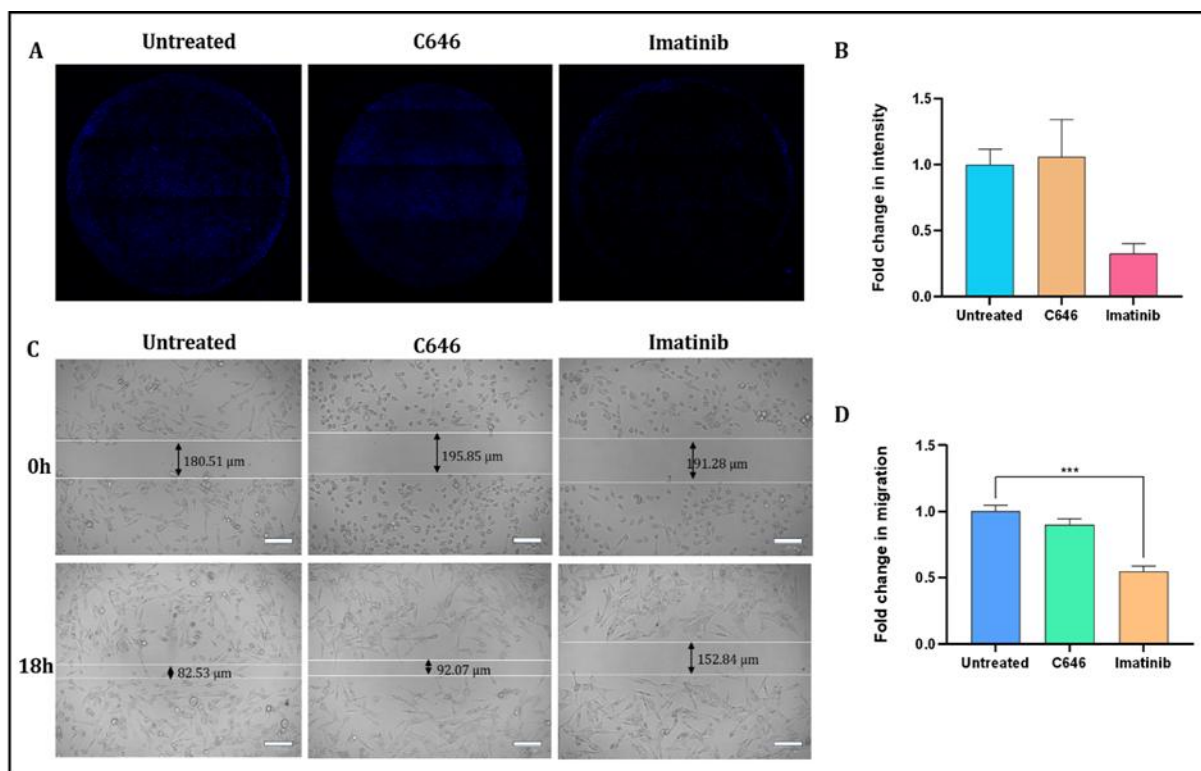 A
Untreated
C646
Imatinib
B
Fold change in intensity
1.5
1.0
0.5
0.0
Untreated
C646
Imatinib
C
Untreated
C646
Imatinib
0h
180.51 µm
195.85 µm
191.28 µm
18h
82.53 µm
92.07 µm
152.84 µm
D
Fold change in migration
1.5
1.0
0.5
0.0
***
Untreated
C646
Imatinib